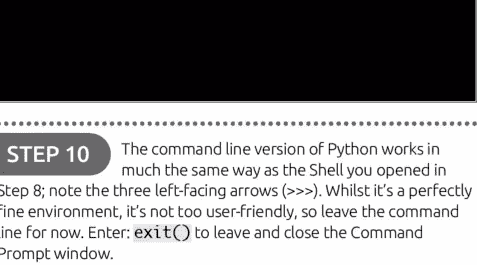 STEP 10
The command line version of Python works in
much the same way as the Shell you opened in
Step 8; note the three left-facing arrows (>>>). Whilst it's a perfectly
fine environment, it's not too user-friendly, so leave the command
line for now. Enter: exit() to leave and close the Command
Prompt window.